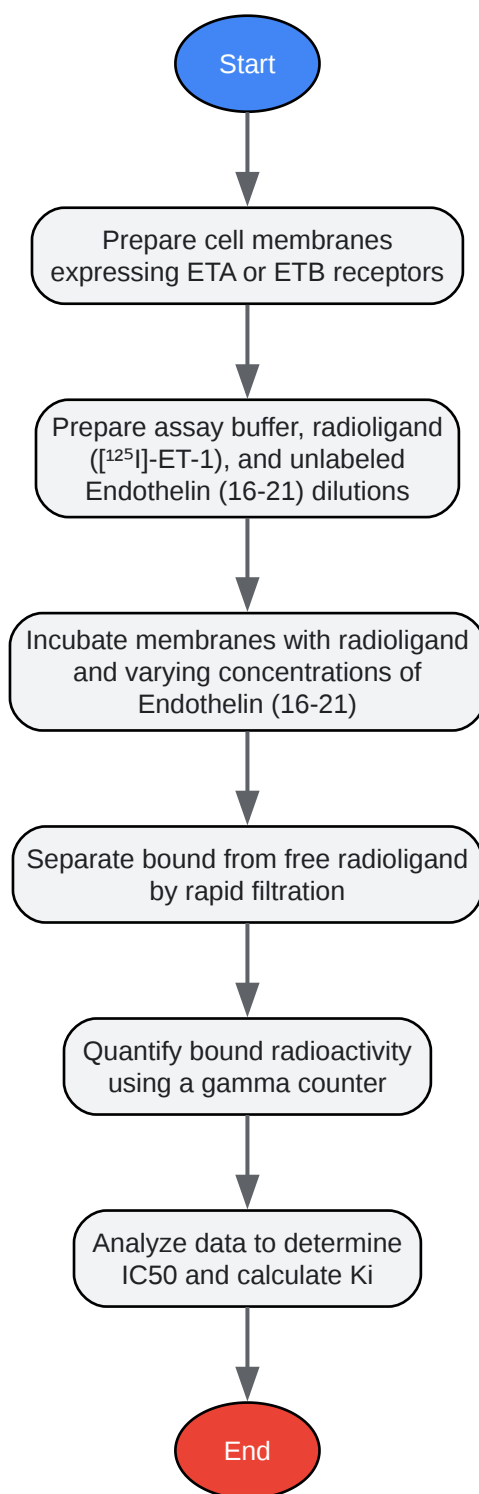 Start
Prepare cell membranes
expressing ETA or ETB receptors
Prepare assay buffer, radioligand
([¹²⁵I]-ET-1), and unlabeled
Endothelin (16-21) dilutions
Incubate membranes with radioligand
and varying concentrations of
Endothelin (16-21)
Separate bound from free radioligand
by rapid filtration
Quantify bound radioactivity
using a gamma counter
Analyze data to determine
IC50 and calculate Ki
End